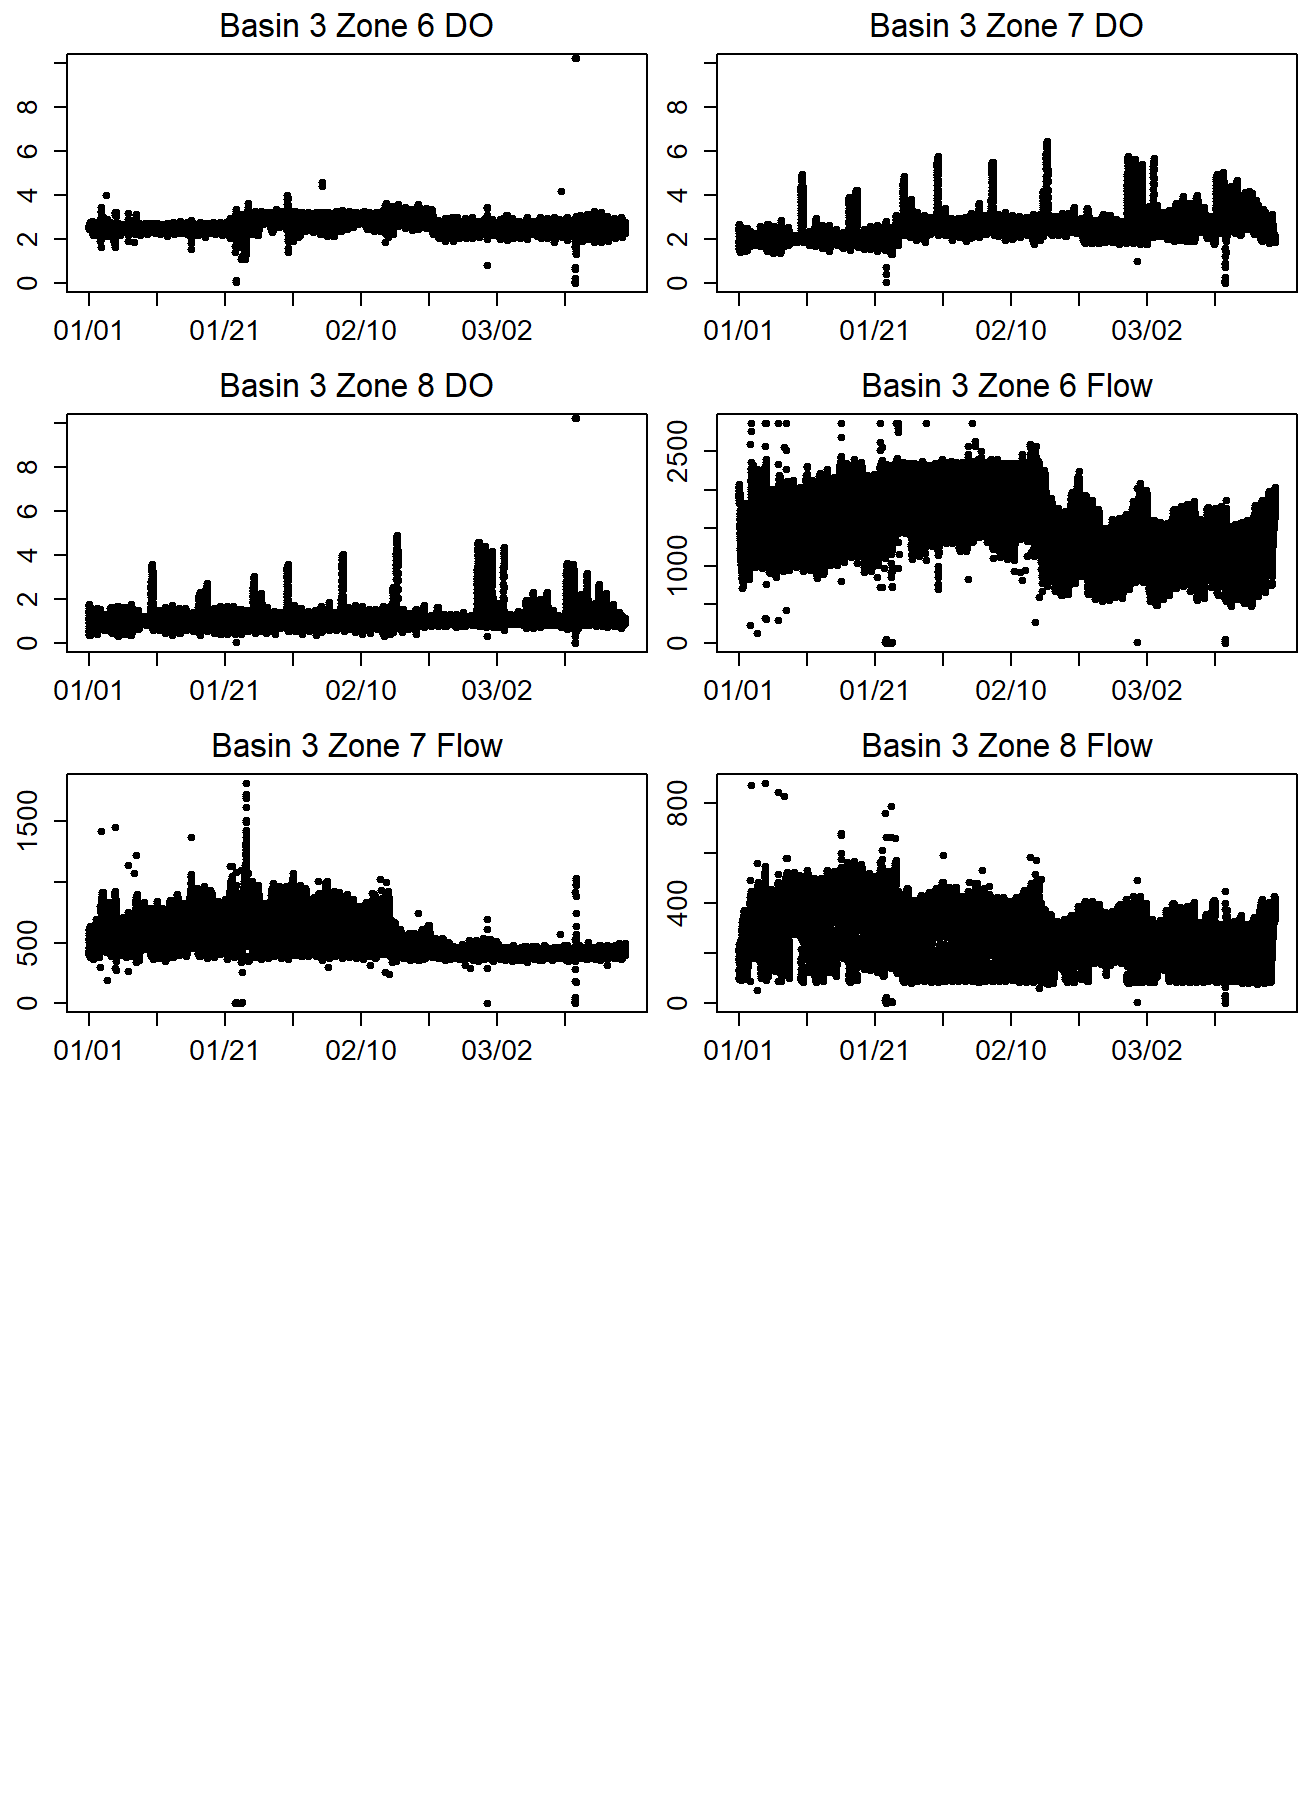 Basin 3 Zone 6 DO
0 2 4 6 8
01/01 01/21 02/10 03/02
Basin 3 Zone 7 DO
0 2 4 6 8
01/01 01/21 02/10 03/02
Basin 3 Zone 8 DO
0 2 4 6 8
01/01 01/21 02/10 03/02
Basin 3 Zone 6 Flow
0 1000 2500
01/01 01/21 02/10 03/02
Basin 3 Zone 7 Flow
0 500 1500
01/01 01/21 02/10 03/02
Basin 3 Zone 8 Flow
0 200 400 800
01/01 01/21 02/10 03/02